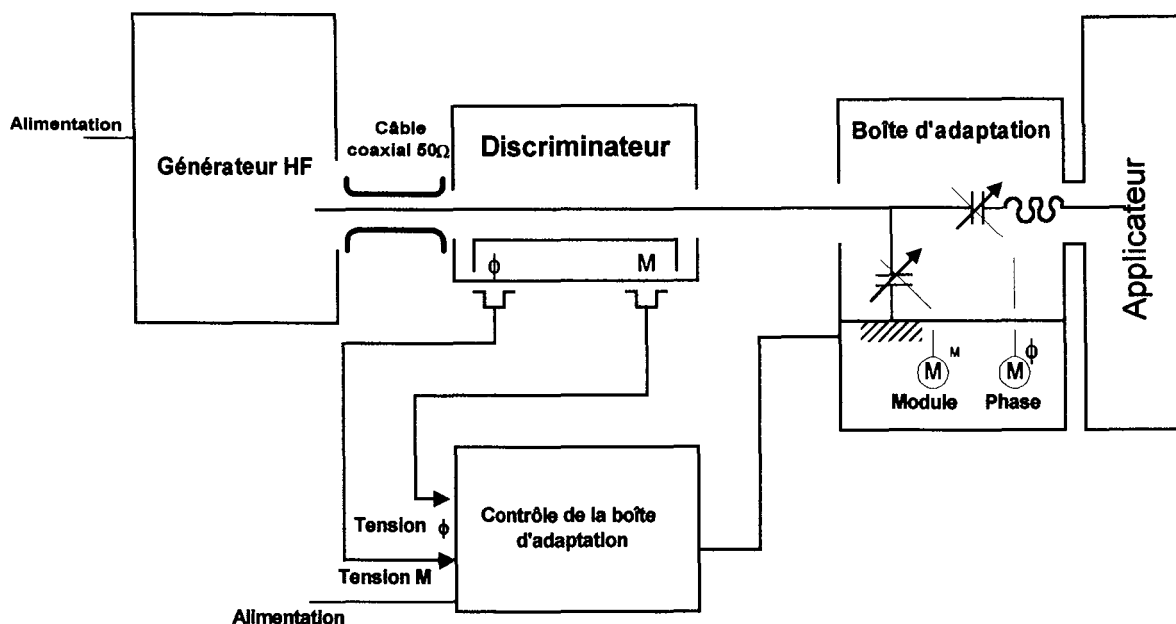 Alimentation
Générateur HF
Câble
coaxial 50Ω
Discriminateur
ϕ
M
Boîte d'adaptation
Applicateur
M
M
Module
M
ϕ
Phase
Tension ϕ
Tension M
Alimentation
Contrôle de la boîte
d'adaptation